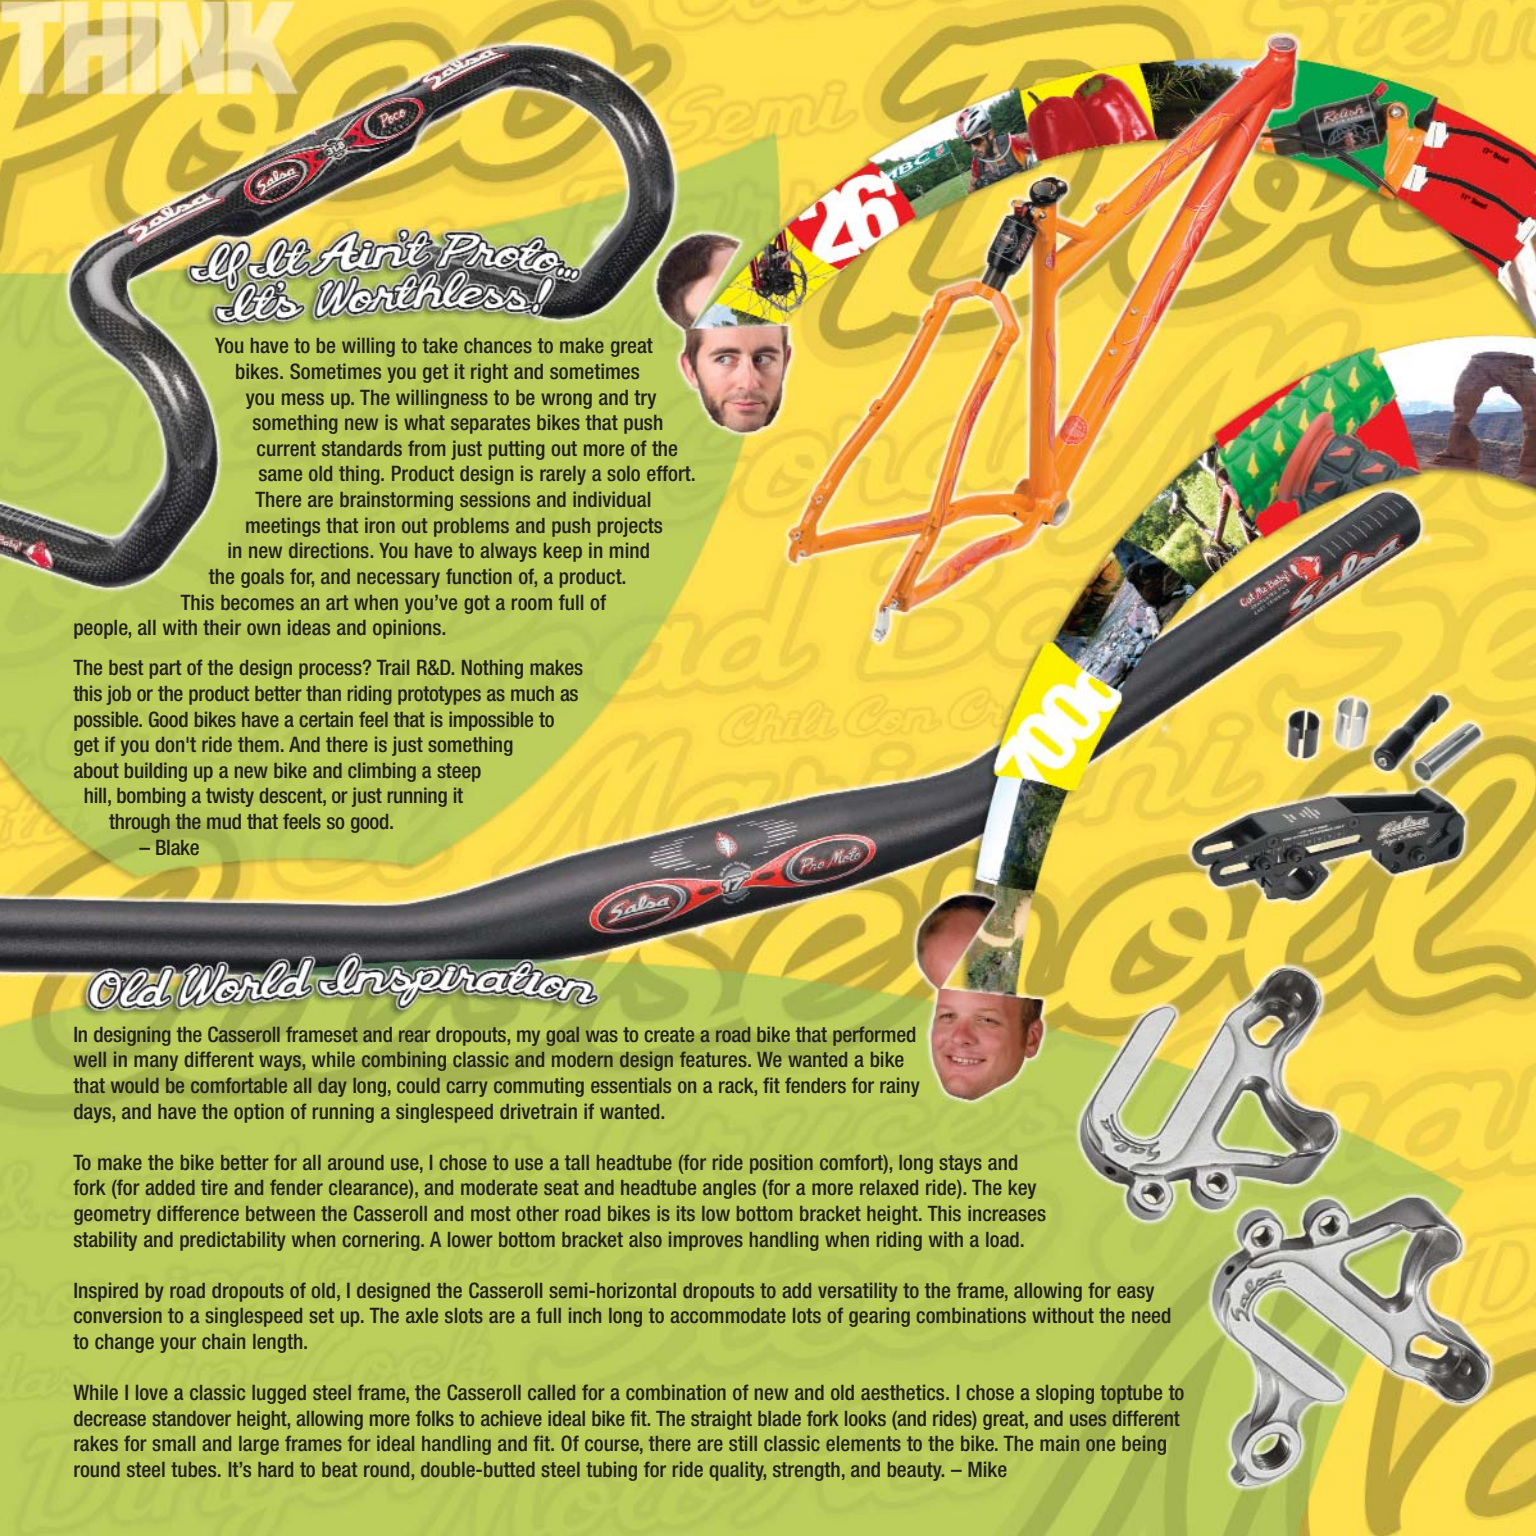 THINK
Salsa
Poco
31.8
Salsa
Salsa
If It Ain't Proto...
It's Worthless!
You have to be willing to take chances to make great
bikes. Sometimes you get it right and sometimes
you mess up. The willingness to be wrong and try
something new is what separates bikes that push
current standards from just putting out more of the
same old thing. Product design is rarely a solo effort.
There are brainstorming sessions and individual
meetings that iron out problems and push projects
in new directions. You have to always keep in mind
the goals for, and necessary function of, a product.
This becomes an art when you’ve got a room full of
people, all with their own ideas and opinions.
The best part of the design process? Trail R&D. Nothing makes
this job or the product better than riding prototypes as much as
possible. Good bikes have a certain feel that is impossible to
get if you don't ride them. And there is just something
about building up a new bike and climbing a steep
hill, bombing a twisty descent, or just running it
through the mud that feels so good.
– Blake
26
Relish
700c
Cut Me Baby!
Salsa
Salsa
17°
Pro Moto
Salsa
Old World Inspiration
In designing the Casseroll frameset and rear dropouts, my goal was to create a road bike that performed
well in many different ways, while combining classic and modern design features. We wanted a bike
that would be comfortable all day long, could carry commuting essentials on a rack, fit fenders for rainy
days, and have the option of running a singlespeed drivetrain if wanted.
To make the bike better for all around use, I chose to use a tall headtube (for ride position comfort), long stays and
fork (for added tire and fender clearance), and moderate seat and headtube angles (for a more relaxed ride). The key
geometry difference between the Casseroll and most other road bikes is its low bottom bracket height. This increases
stability and predictability when cornering. A lower bottom bracket also improves handling when riding with a load.
Inspired by road dropouts of old, I designed the Casseroll semi-horizontal dropouts to add versatility to the frame, allowing for easy
conversion to a singlespeed set up. The axle slots are a full inch long to accommodate lots of gearing combinations without the need
to change your chain length.
While I love a classic lugged steel frame, the Casseroll called for a combination of new and old aesthetics. I chose a sloping toptube to
decrease standover height, allowing more folks to achieve ideal bike fit. The straight blade fork looks (and rides) great, and uses different
rakes for small and large frames for ideal handling and fit. Of course, there are still classic elements to the bike. The main one being
round steel tubes. It’s hard to beat round, double-butted steel tubing for ride quality, strength, and beauty. – Mike
Salsa
Salsa